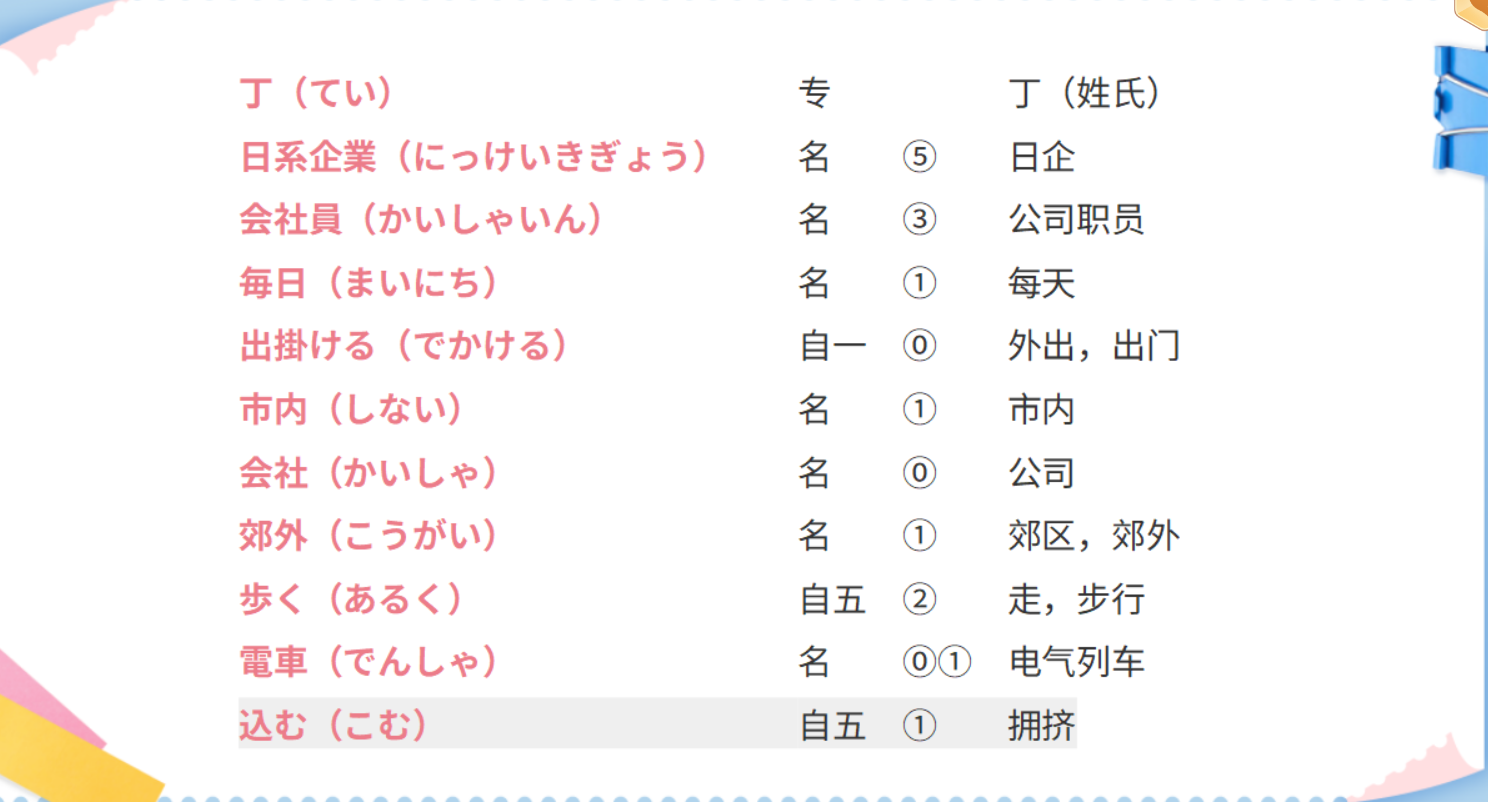 丁（てい） 专 丁（姓氏）
日系企業（にっけいきぎょう） 名 ⑤ 日企
会社員（かいしゃいん） 名 ③ 公司职员
毎日（まいにち） 名 ① 每天
出掛ける（でかける） 自一 ⓪ 外出，出门
市内（しない） 名 ① 市内
会社（かいしゃ） 名 ⓪ 公司
郊外（こうがい） 名 ① 郊区，郊外
歩く（あるく） 自五 ② 走，步行
電車（でんしゃ） 名 ⓪① 电气列车
込む（こむ） 自五 ① 拥挤